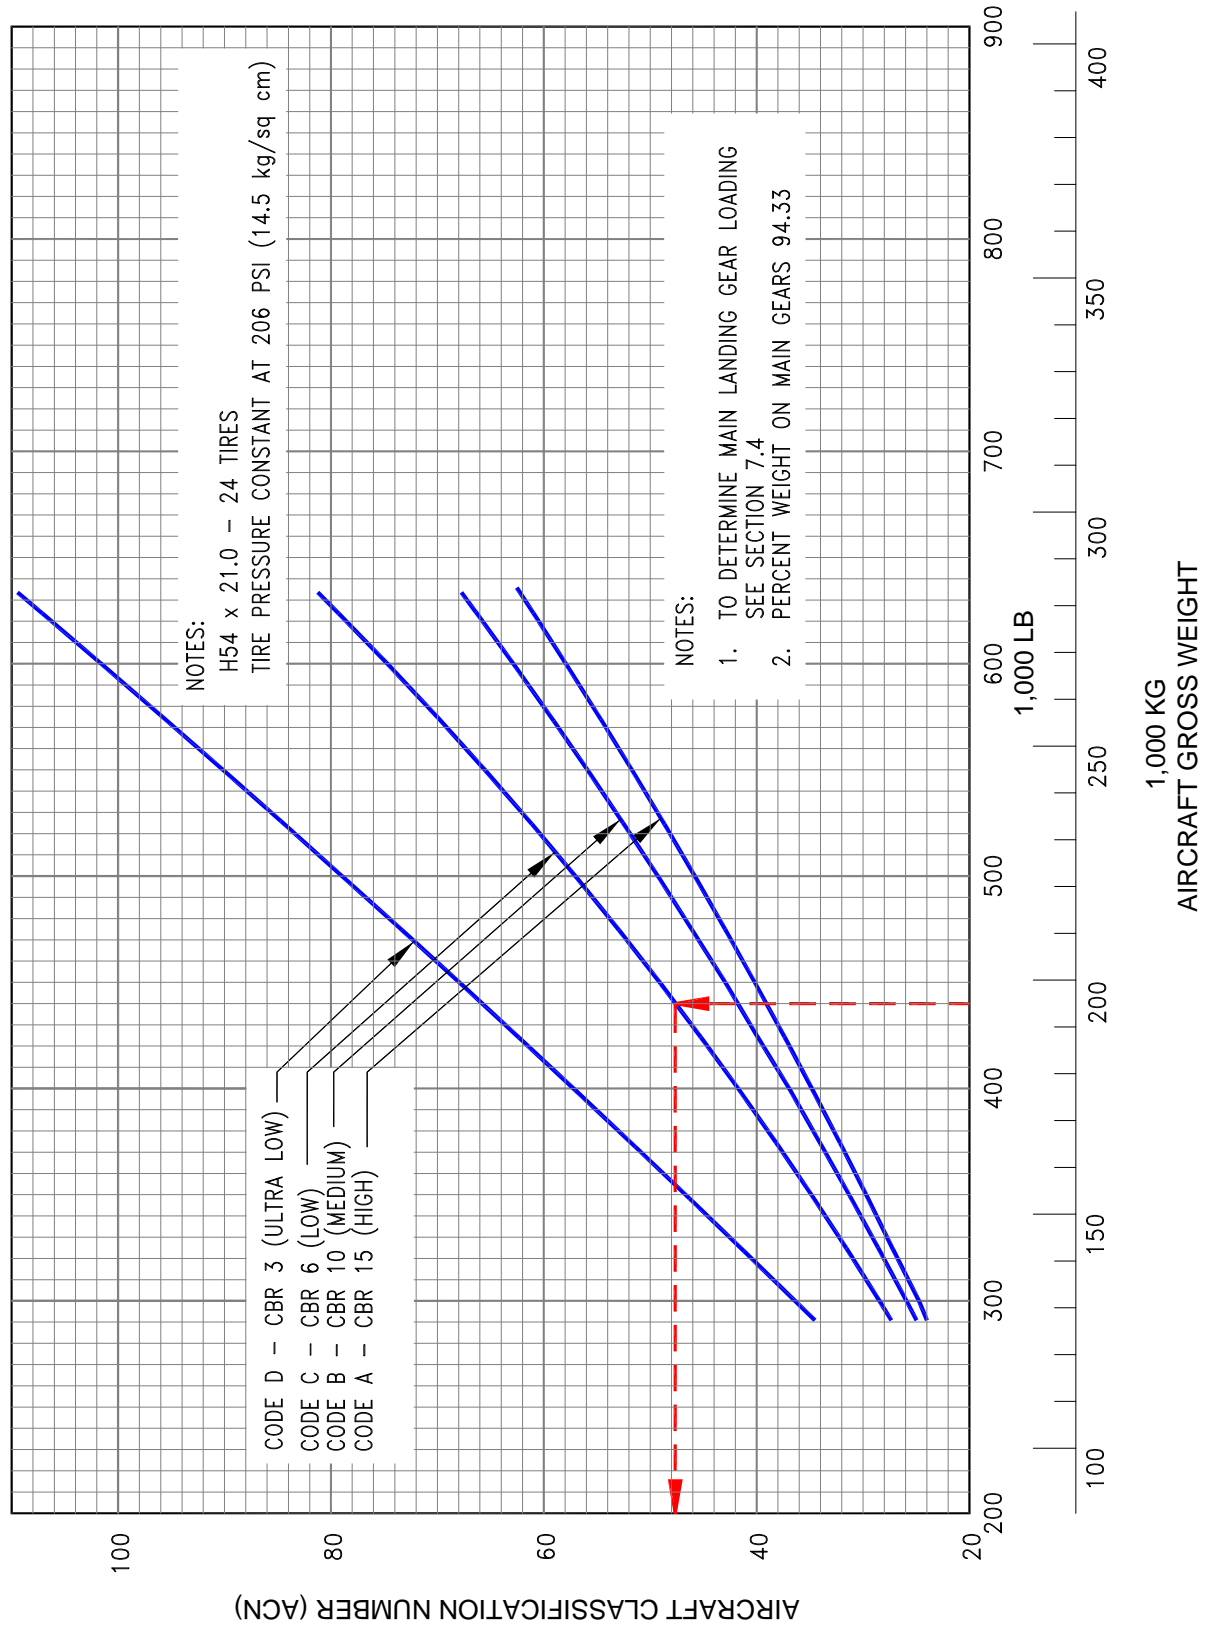 NOTES:
H54 x 21.0 – 24 TIRES
TIRE PRESSURE CONSTANT AT 206 PSI (14.5 kg/sq cm)
CODE D – CBR 3 (ULTRA LOW)
CODE C – CBR 6 (LOW)
CODE B – CBR 10 (MEDIUM)
CODE A – CBR 15 (HIGH)
NOTES:
1. TO DETERMINE MAIN LANDING GEAR LOADING
SEE SECTION 7.4
2. PERCENT WEIGHT ON MAIN GEARS 94.33
AIRCRAFT CLASSIFICATION NUMBER (ACN)
100
80
60
40
20
200 300 400 500 600 700 800 900
1,000 LB
100 150 200 250 300 350 400
1,000 KG
AIRCRAFT GROSS WEIGHT